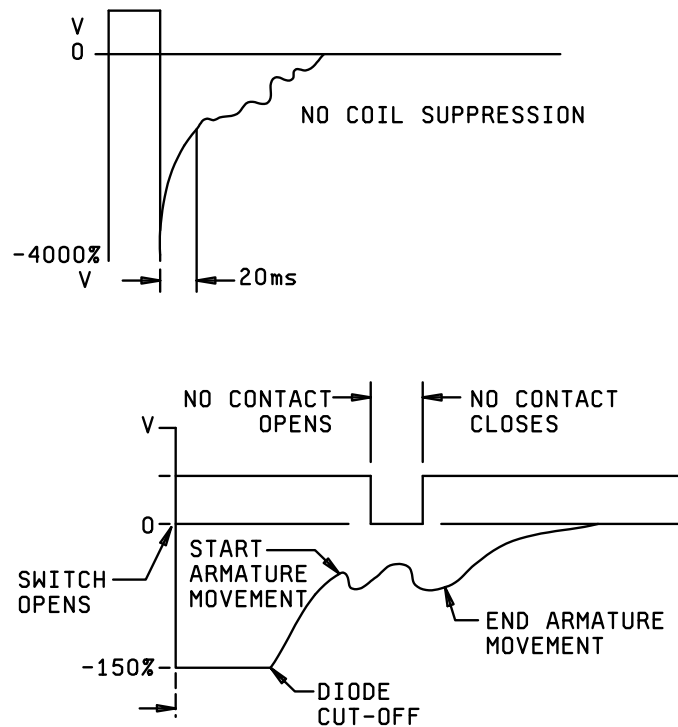 V
0
NO COIL SUPPRESSION
-4000%
V
20ms
NO CONTACT
OPENS
NO CONTACT
CLOSES
V
0
START
ARMATURE
MOVEMENT
SWITCH
OPENS
END ARMATURE
MOVEMENT
-150%
DIODE
CUT-OFF